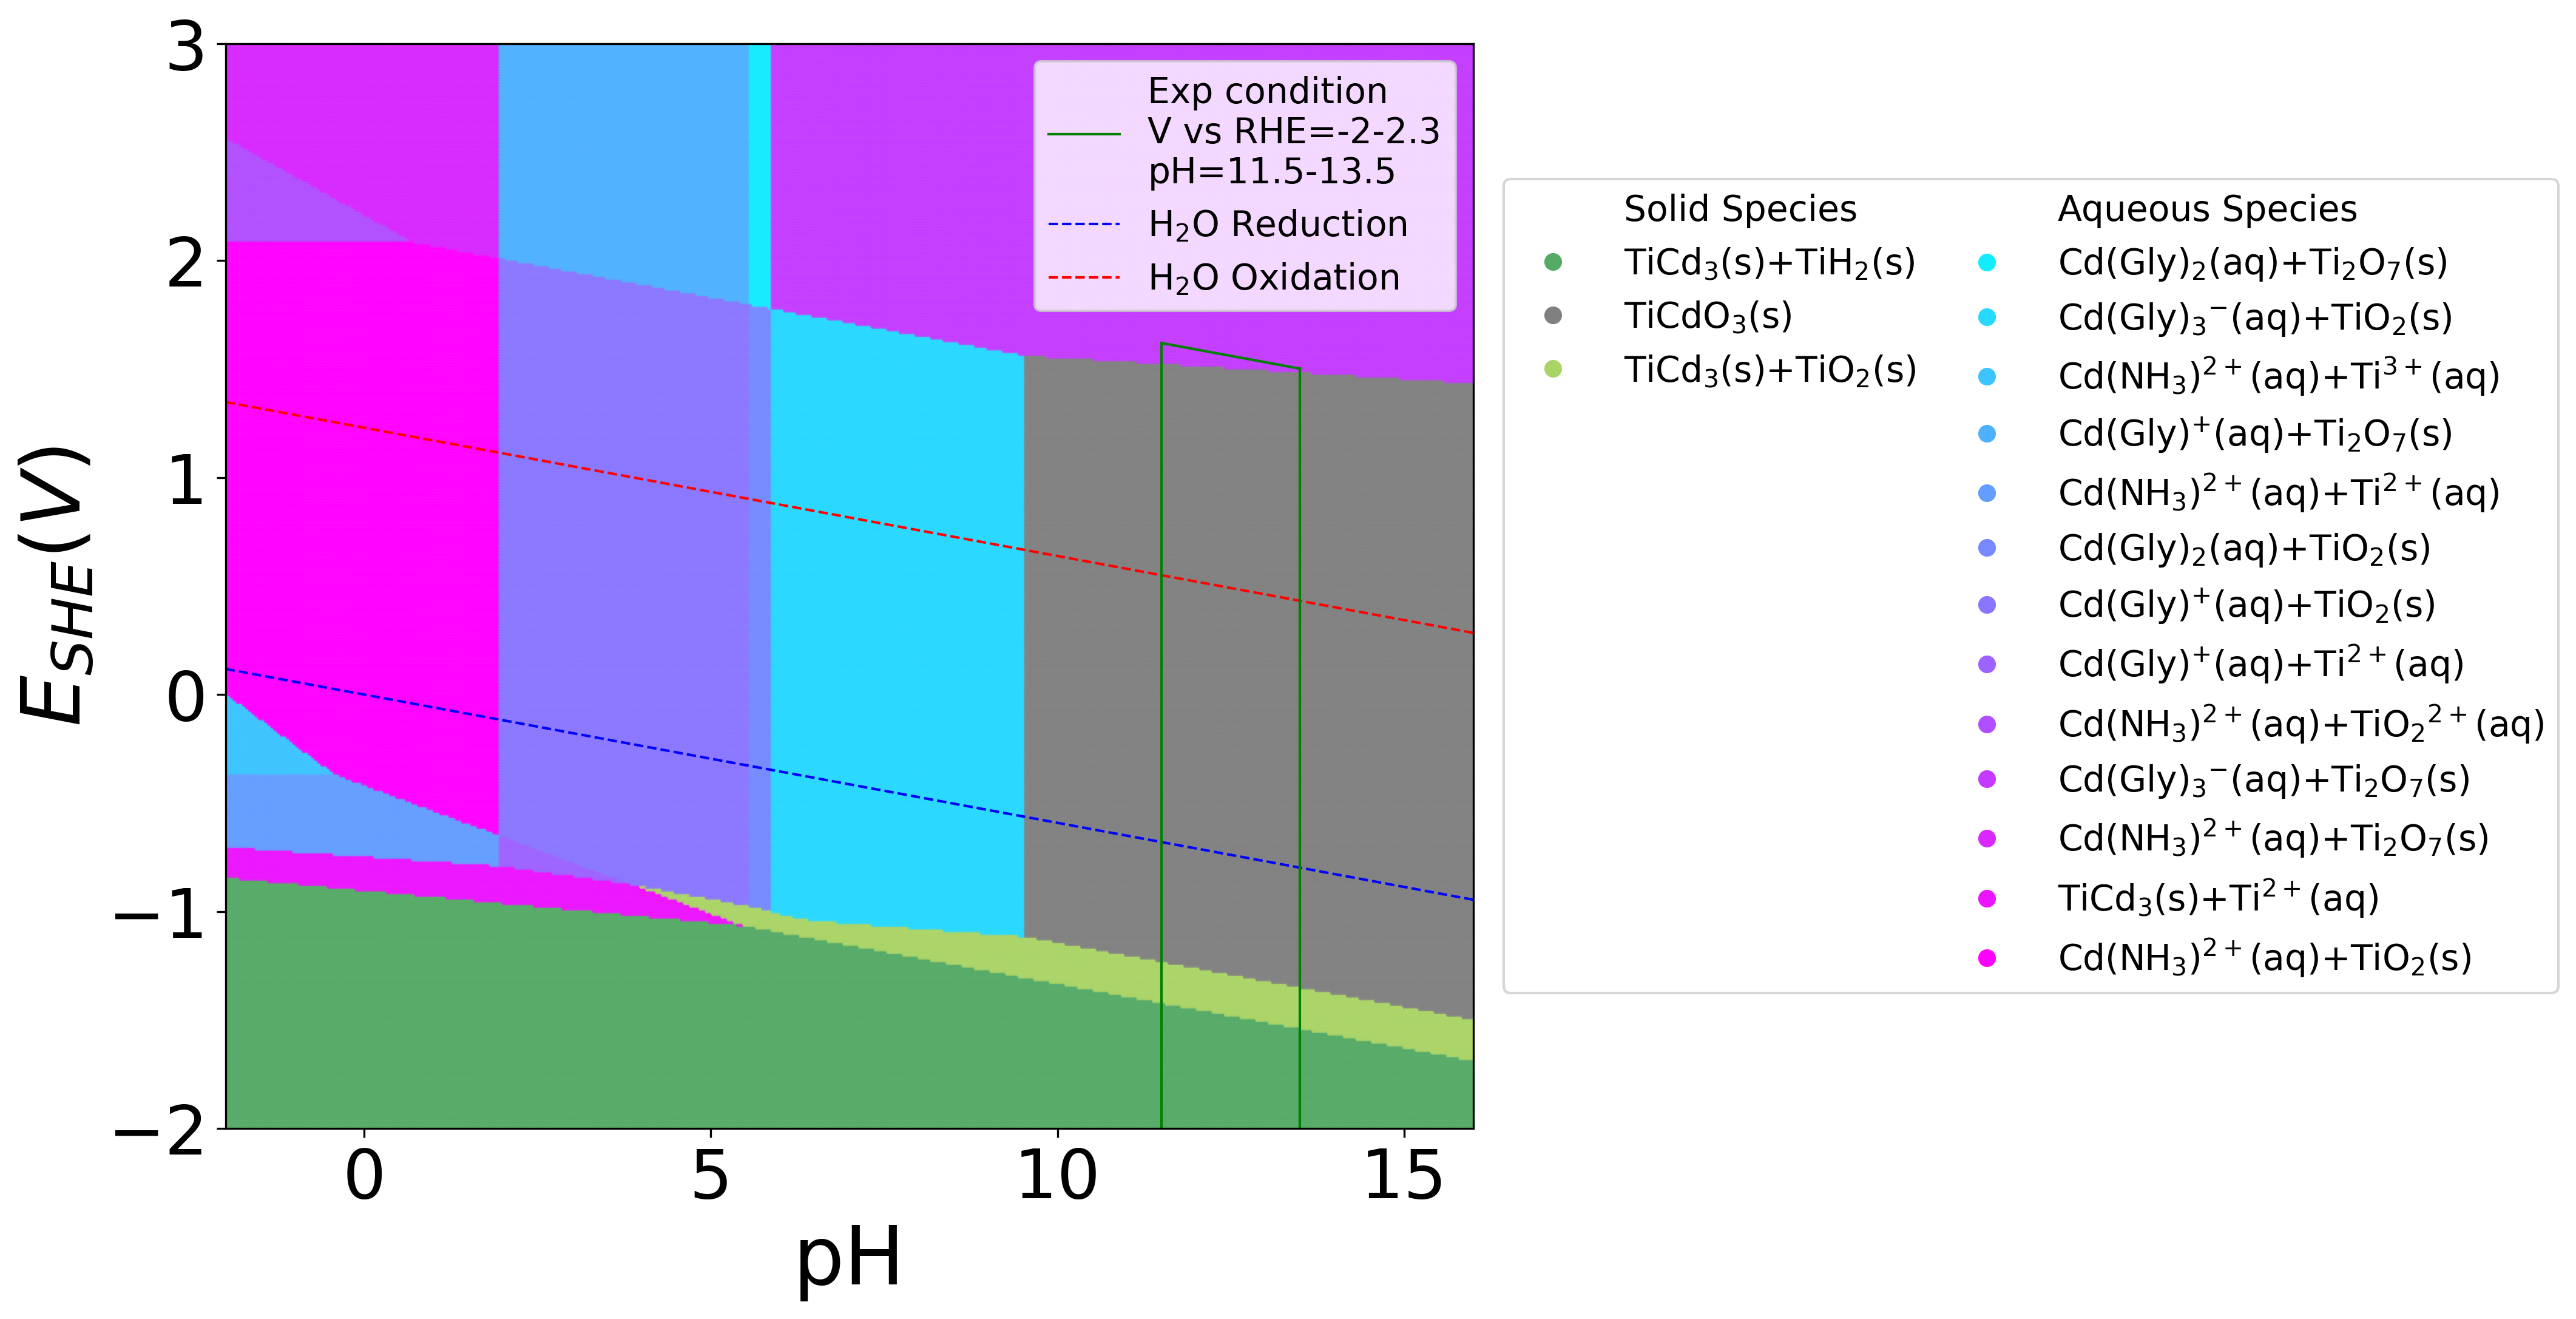 3
2
1
0
−1
−2
E_SHE(V)
0
5
10
15
pH
Exp condition
V vs RHE=-2-2.3
pH=11.5-13.5
H₂O Reduction
H₂O Oxidation
Solid Species
TiCd₃(s)+TiH₂(s)
TiCdO₃(s)
TiCd₃(s)+TiO₂(s)
Aqueous Species
Cd(Gly)₂(aq)+Ti₂O₇(s)
Cd(Gly)₃⁻(aq)+TiO₂(s)
Cd(NH₃)²⁺(aq)+Ti³⁺(aq)
Cd(Gly)⁺(aq)+Ti₂O₇(s)
Cd(NH₃)²⁺(aq)+Ti²⁺(aq)
Cd(Gly)₂(aq)+TiO₂(s)
Cd(Gly)⁺(aq)+TiO₂(s)
Cd(Gly)⁺(aq)+Ti²⁺(aq)
Cd(NH₃)²⁺(aq)+TiO₂²⁺(aq)
Cd(Gly)₃⁻(aq)+Ti₂O₇(s)
Cd(NH₃)²⁺(aq)+Ti₂O₇(s)
TiCd₃(s)+Ti²⁺(aq)
Cd(NH₃)²⁺(aq)+TiO₂(s)